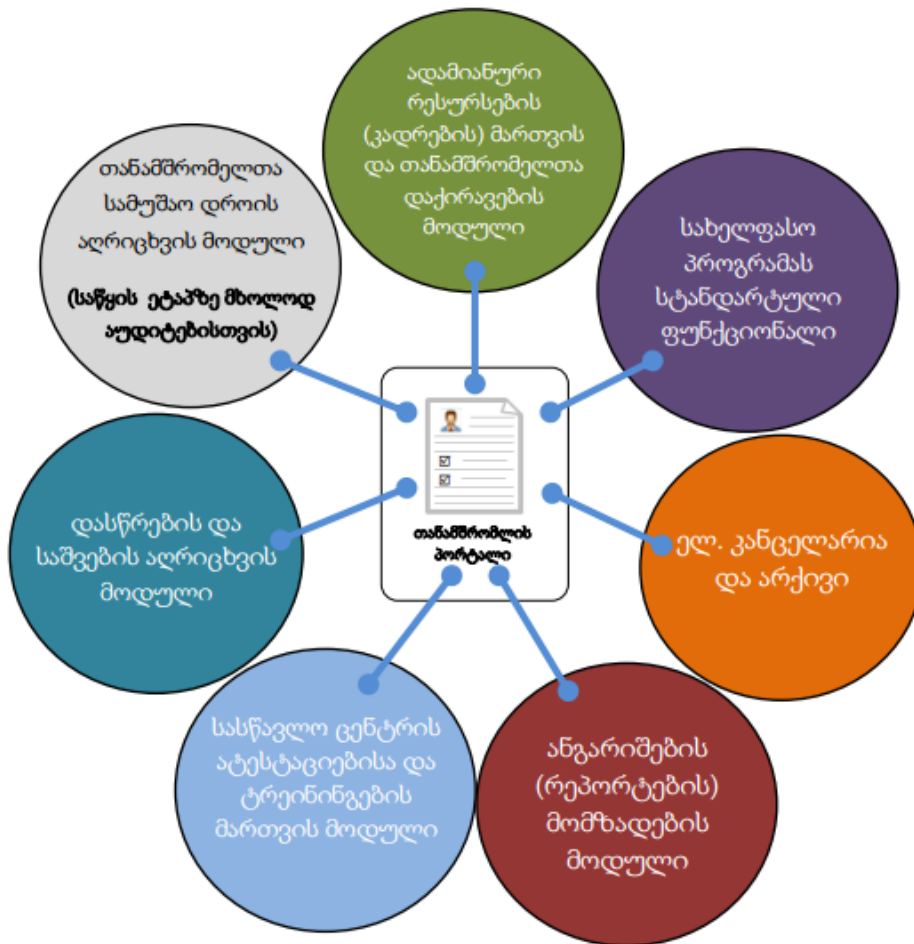 ადამიანური
რესურსების
(კადრების) მართვის
და თანამშრომელთა
დაქირავების
მოდული
თანამშრომელთა
სამუშაო დროის
აღრიცხვის მოდული
(საწყის ეტაპზე მხოლოდ
აუდიტებისთვის)
სახელფასო
პროგრამას
სტანდარტული
ფუნქციონალი
თანამშრომლის
პორტალი
დასწრების და
საშვების აღრიცხვის
მოდული
ელ. კანცელარია
და არქივი
სასწავლო ცენტრის
ატესტაციებისა და
ტრეინინგების
მართვის მოდული
ანგარიშების
(რეპორტების)
მომზადების
მოდული